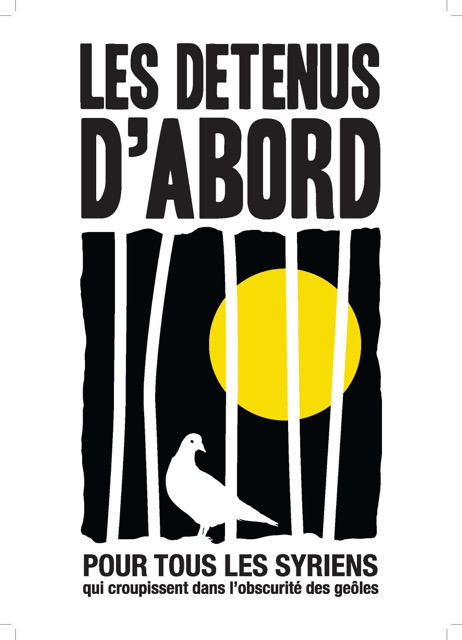 LES DETENUS
D'ABORD
POUR TOUS LES SYRIENS
qui croupissent dans l'obscurité des geôles